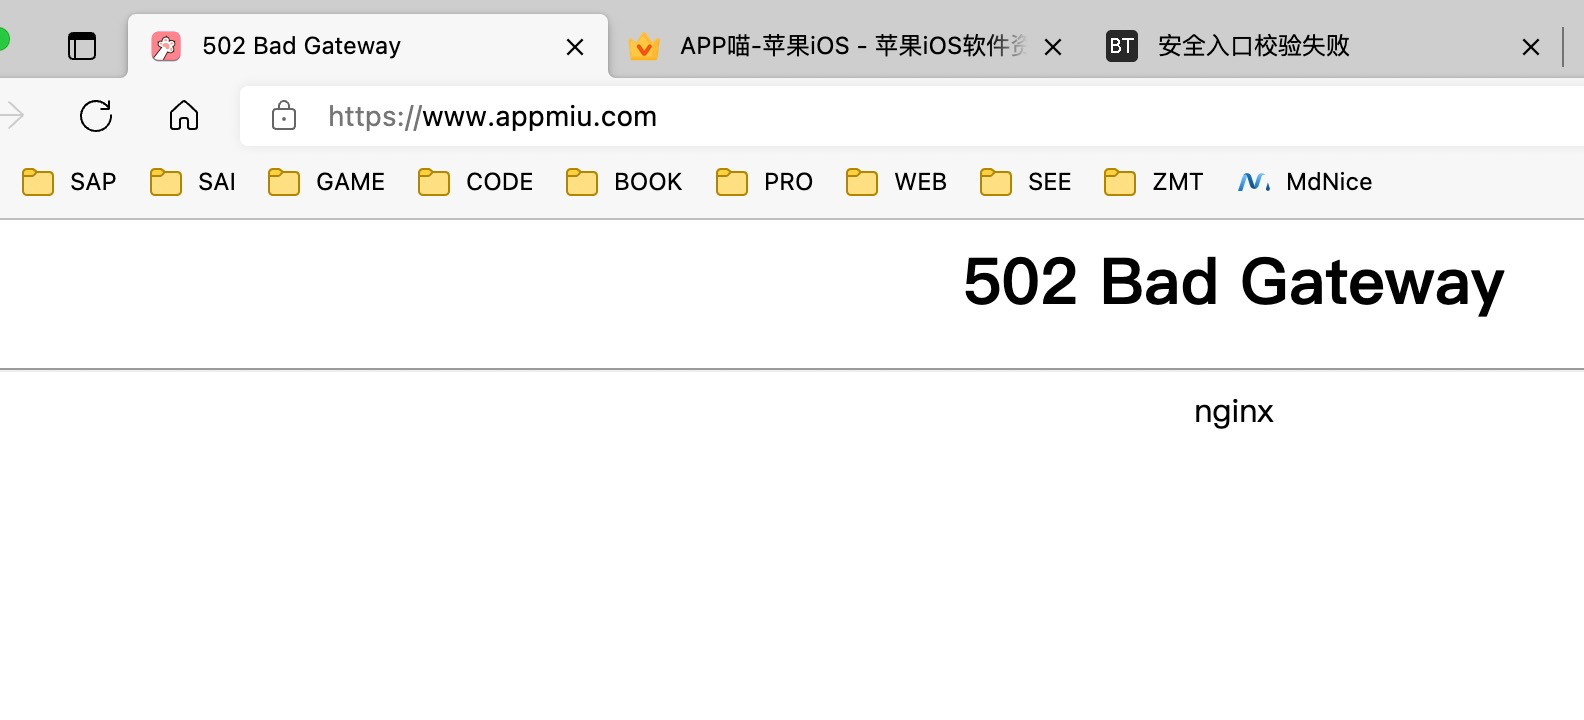 502 Bad Gateway
APP喵-苹果iOS - 苹果iOS软件资
BT
安全入口校验失败
https://www.appmiu.com
SAP
SAI
GAME
CODE
BOOK
PRO
WEB
SEE
ZMT
MdNice
502 Bad Gateway
nginx